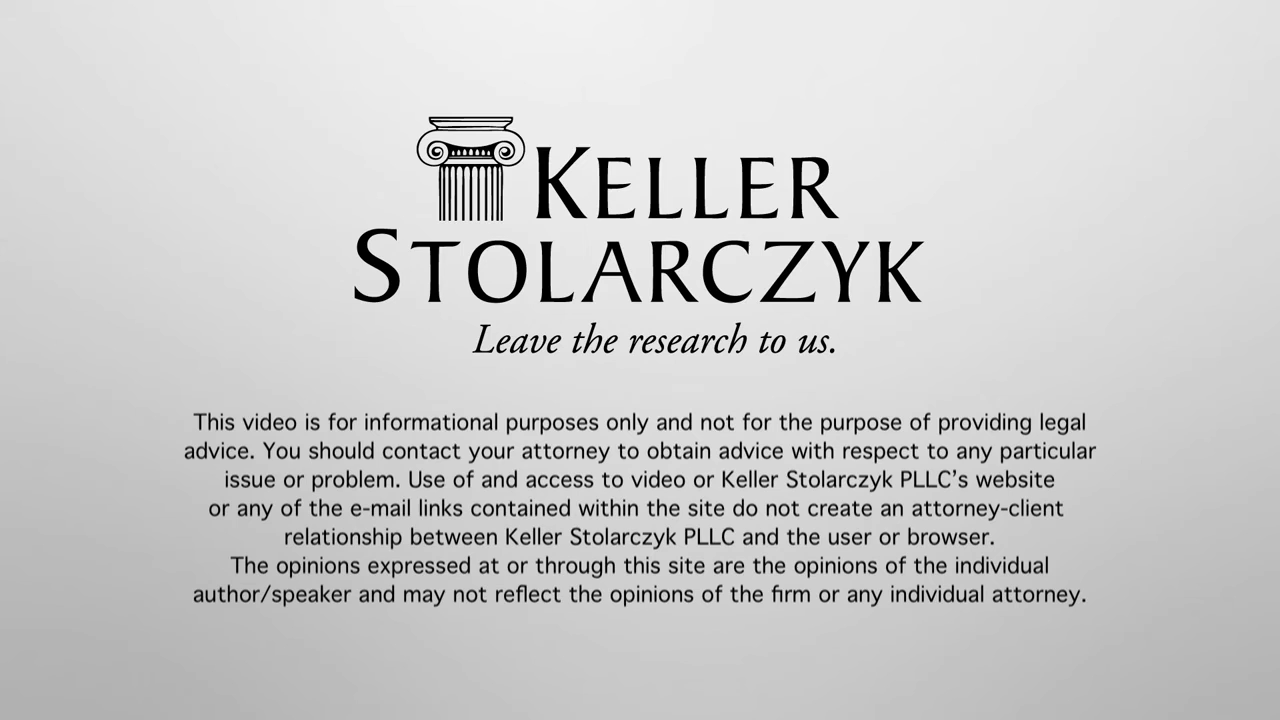 KELLER
STOLARCZYK
Leave the research to us.
This video is for informational purposes only and not for the purpose of providing legal
advice. You should contact your attorney to obtain advice with respect to any particular
issue or problem. Use of and access to video or Keller Stolarczyk PLLC’s website
or any of the e-mail links contained within the site do not create an attorney-client
relationship between Keller Stolarczyk PLLC and the user or browser.
The opinions expressed at or through this site are the opinions of the individual
author/speaker and may not reflect the opinions of the firm or any individual attorney.